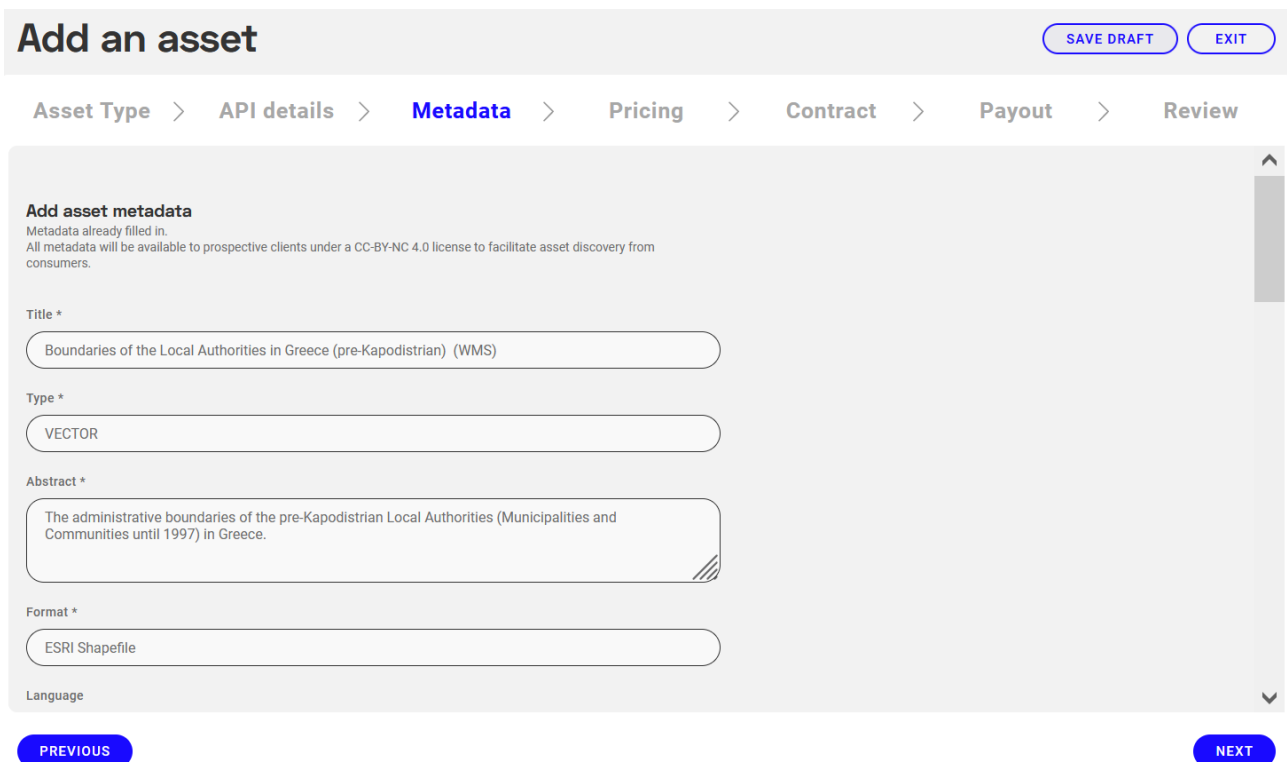 Add an asset
SAVE DRAFT
EXIT
Asset Type
API details
Metadata
Pricing
Contract
Payout
Review
Add asset metadata
Metadata already filled in.
All metadata will be available to prospective clients under a CC-BY-NC 4.0 license to facilitate asset discovery from
consumers.
Title *
Boundaries of the Local Authorities in Greece (pre-Kapodistrian)  (WMS)
Type *
VECTOR
Abstract *
The administrative boundaries of the pre-Kapodistrian Local Authorities (Municipalities and
Communities until 1997) in Greece.
Format *
ESRI Shapefile
Language
PREVIOUS
NEXT